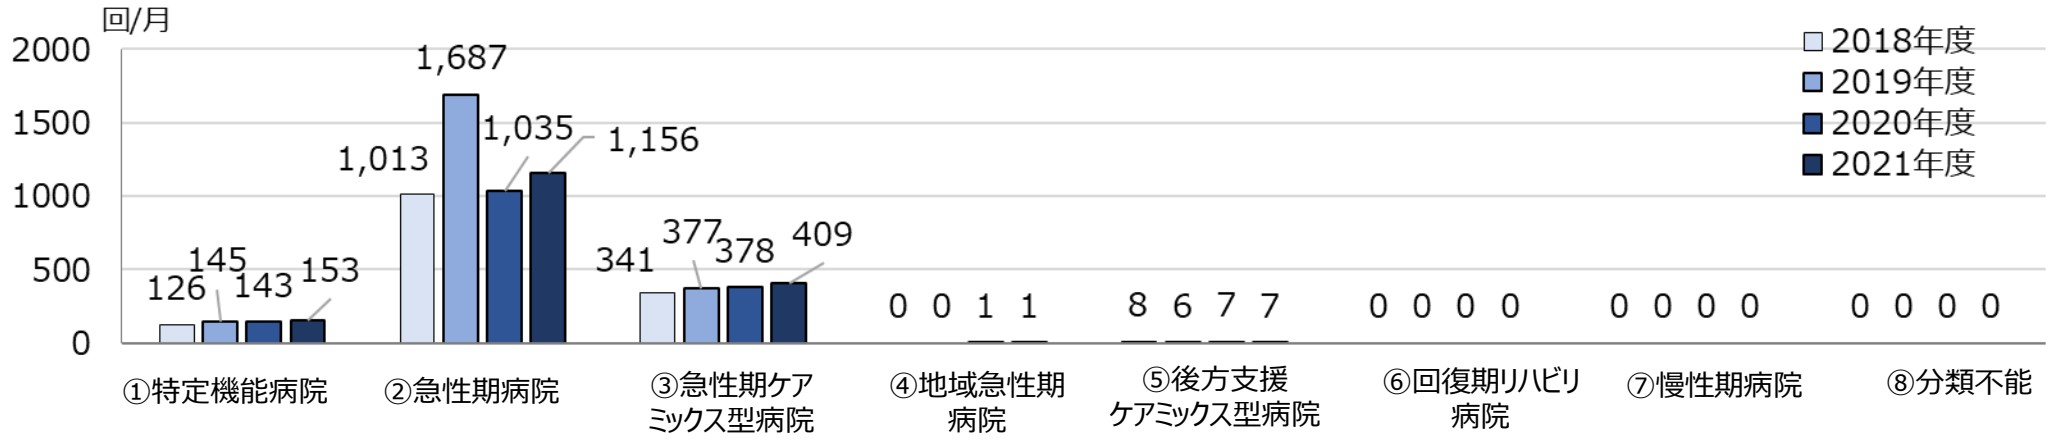 回/月
2000
1500
1000
500
0
2018年度
2019年度
2020年度
2021年度
126
145
143
153
1,013
1,687
1,035
1,156
341
377
378
409
0 0 1 1
8 6 7 7
0 0 0 0
0 0 0 0
0 0 0 0
①特定機能病院
②急性期病院
③急性期ケア
ミックス型病院
④地域急性期
病院
⑤後方支援
ケアミックス型病院
⑥回復期リハビリ
病院
⑦慢性期病院
⑧分類不能